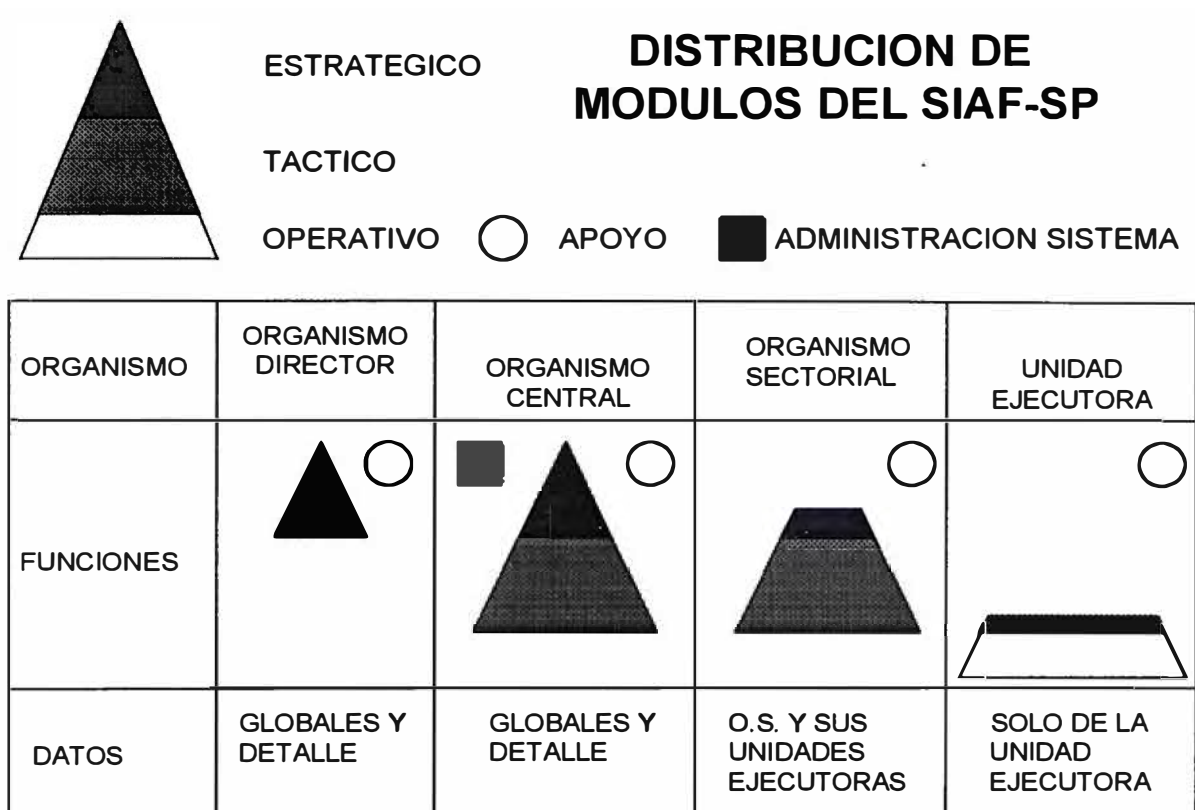 DISTRIBUCION DE
MODULOS DEL SIAF-SP
ESTRATEGICO
TACTICO
OPERATIVO
APOYO
ADMINISTRACION SISTEMA
ORGANISMO
ORGANISMO
DIRECTOR
ORGANISMO
CENTRAL
ORGANISMO
SECTORIAL
UNIDAD
EJECUTORA
FUNCIONES
DATOS
GLOBALES Y
DETALLE
GLOBALES Y
DETALLE
O.S. Y SUS
UNIDADES
EJECUTORAS
SOLO DE LA
UNIDAD
EJECUTORA